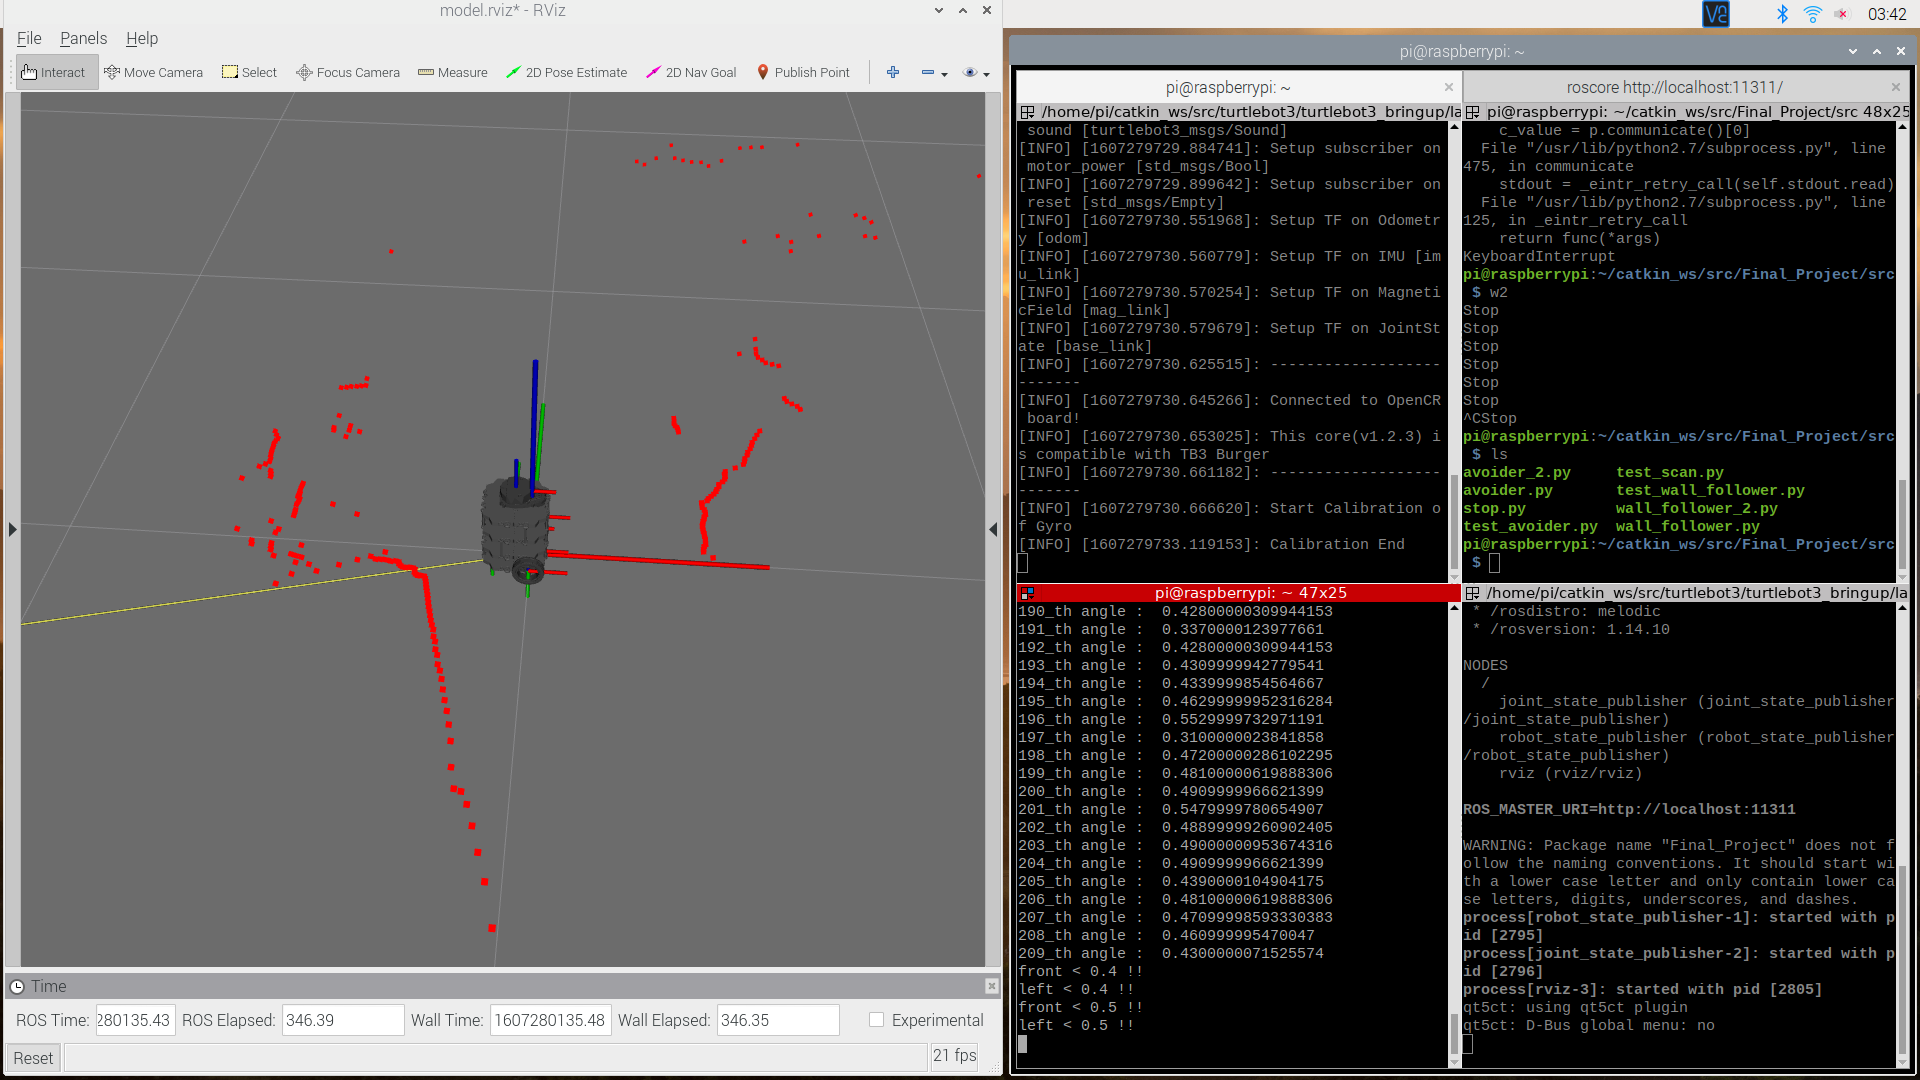 model.rviz* - RViz
File Panels Help
Interact Move Camera Select Focus Camera Measure 2D Pose Estimate 2D Nav Goal Publish Point
Time
ROS Time: 280135.43 ROS Elapsed: 346.39 Wall Time: 1607280135.48 Wall Elapsed: 346.35 Experimental
Reset 21 fps
03:42
pi@raspberrypi: ~
pi@raspberrypi: ~
roscore http://localhost:11311/
/home/pi/catkin_ws/src/turtlebot3/turtlebot3_bringup/la
sound [turtlebot3_msgs/Sound]
[INFO] [1607279729.884741]: Setup subscriber on
motor_power [std_msgs/Bool]
[INFO] [1607279729.899642]: Setup subscriber on
reset [std_msgs/Empty]
[INFO] [1607279730.551968]: Setup TF on Odometr
y [odom]
[INFO] [1607279730.560779]: Setup TF on IMU [im
u_link]
[INFO] [1607279730.570254]: Setup TF on Magneti
cField [mag_link]
[INFO] [1607279730.579679]: Setup TF on JointSt
ate [base_link]
[INFO] [1607279730.625515]: -------------------
-------
[INFO] [1607279730.645266]: Connected to OpenCR
board!
[INFO] [1607279730.653025]: This core(v1.2.3) i
s compatible with TB3 Burger
[INFO] [1607279730.661182]: -------------------
-------
[INFO] [1607279730.666620]: Start Calibration o
f Gyro
[INFO] [1607279733.119153]: Calibration End
pi@raspberrypi: ~/catkin_ws/src/Final_Project/src 48x25
c_value = p.communicate()[0]
File "/usr/lib/python2.7/subprocess.py", line
475, in communicate
stdout = _eintr_retry_call(self.stdout.read)
File "/usr/lib/python2.7/subprocess.py", line
125, in _eintr_retry_call
return func(*args)
KeyboardInterrupt
pi@raspberrypi:~/catkin_ws/src/Final_Project/src
$ w2
Stop
Stop
Stop
Stop
Stop
Stop
^CStop
pi@raspberrypi:~/catkin_ws/src/Final_Project/src
$ ls
avoider_2.py test_scan.py
avoider.py test_wall_follower.py
stop.py wall_follower_2.py
test_avoider.py wall_follower.py
pi@raspberrypi:~/catkin_ws/src/Final_Project/src
$
pi@raspberrypi: ~ 47x25
190_th angle : 0.42800000309944153
191_th angle : 0.3370000123977661
192_th angle : 0.42800000309944153
193_th angle : 0.4309999942779541
194_th angle : 0.4339999854564667
195_th angle : 0.46299999952316284
196_th angle : 0.5529999732971191
197_th angle : 0.3100000023841858
198_th angle : 0.47200000286102295
199_th angle : 0.48100000619888306
200_th angle : 0.4909999966621399
201_th angle : 0.5479999780654907
202_th angle : 0.48899999260902405
203_th angle : 0.49000000953674316
204_th angle : 0.4909999966621399
205_th angle : 0.4390000104904175
206_th angle : 0.48100000619888306
207_th angle : 0.47099998593330383
208_th angle : 0.460999995470047
209_th angle : 0.4300000071525574
front < 0.4 !!
left < 0.4 !!
front < 0.5 !!
left < 0.5 !!
/home/pi/catkin_ws/src/turtlebot3/turtlebot3_bringup/la
* /rosdistro: melodic
* /rosversion: 1.14.10
NODES
/
joint_state_publisher (joint_state_publisher
/joint_state_publisher)
robot_state_publisher (robot_state_publisher
/robot_state_publisher)
rviz (rviz/rviz)
ROS_MASTER_URI=http://localhost:11311
WARNING: Package name "Final_Project" does not f
ollow the naming conventions. It should start wi
th a lower case letter and only contain lower ca
se letters, digits, underscores, and dashes.
process[robot_state_publisher-1]: started with p
id [2795]
process[joint_state_publisher-2]: started with p
id [2796]
process[rviz-3]: started with pid [2805]
qt5ct: using qt5ct plugin
qt5ct: D-Bus global menu: no